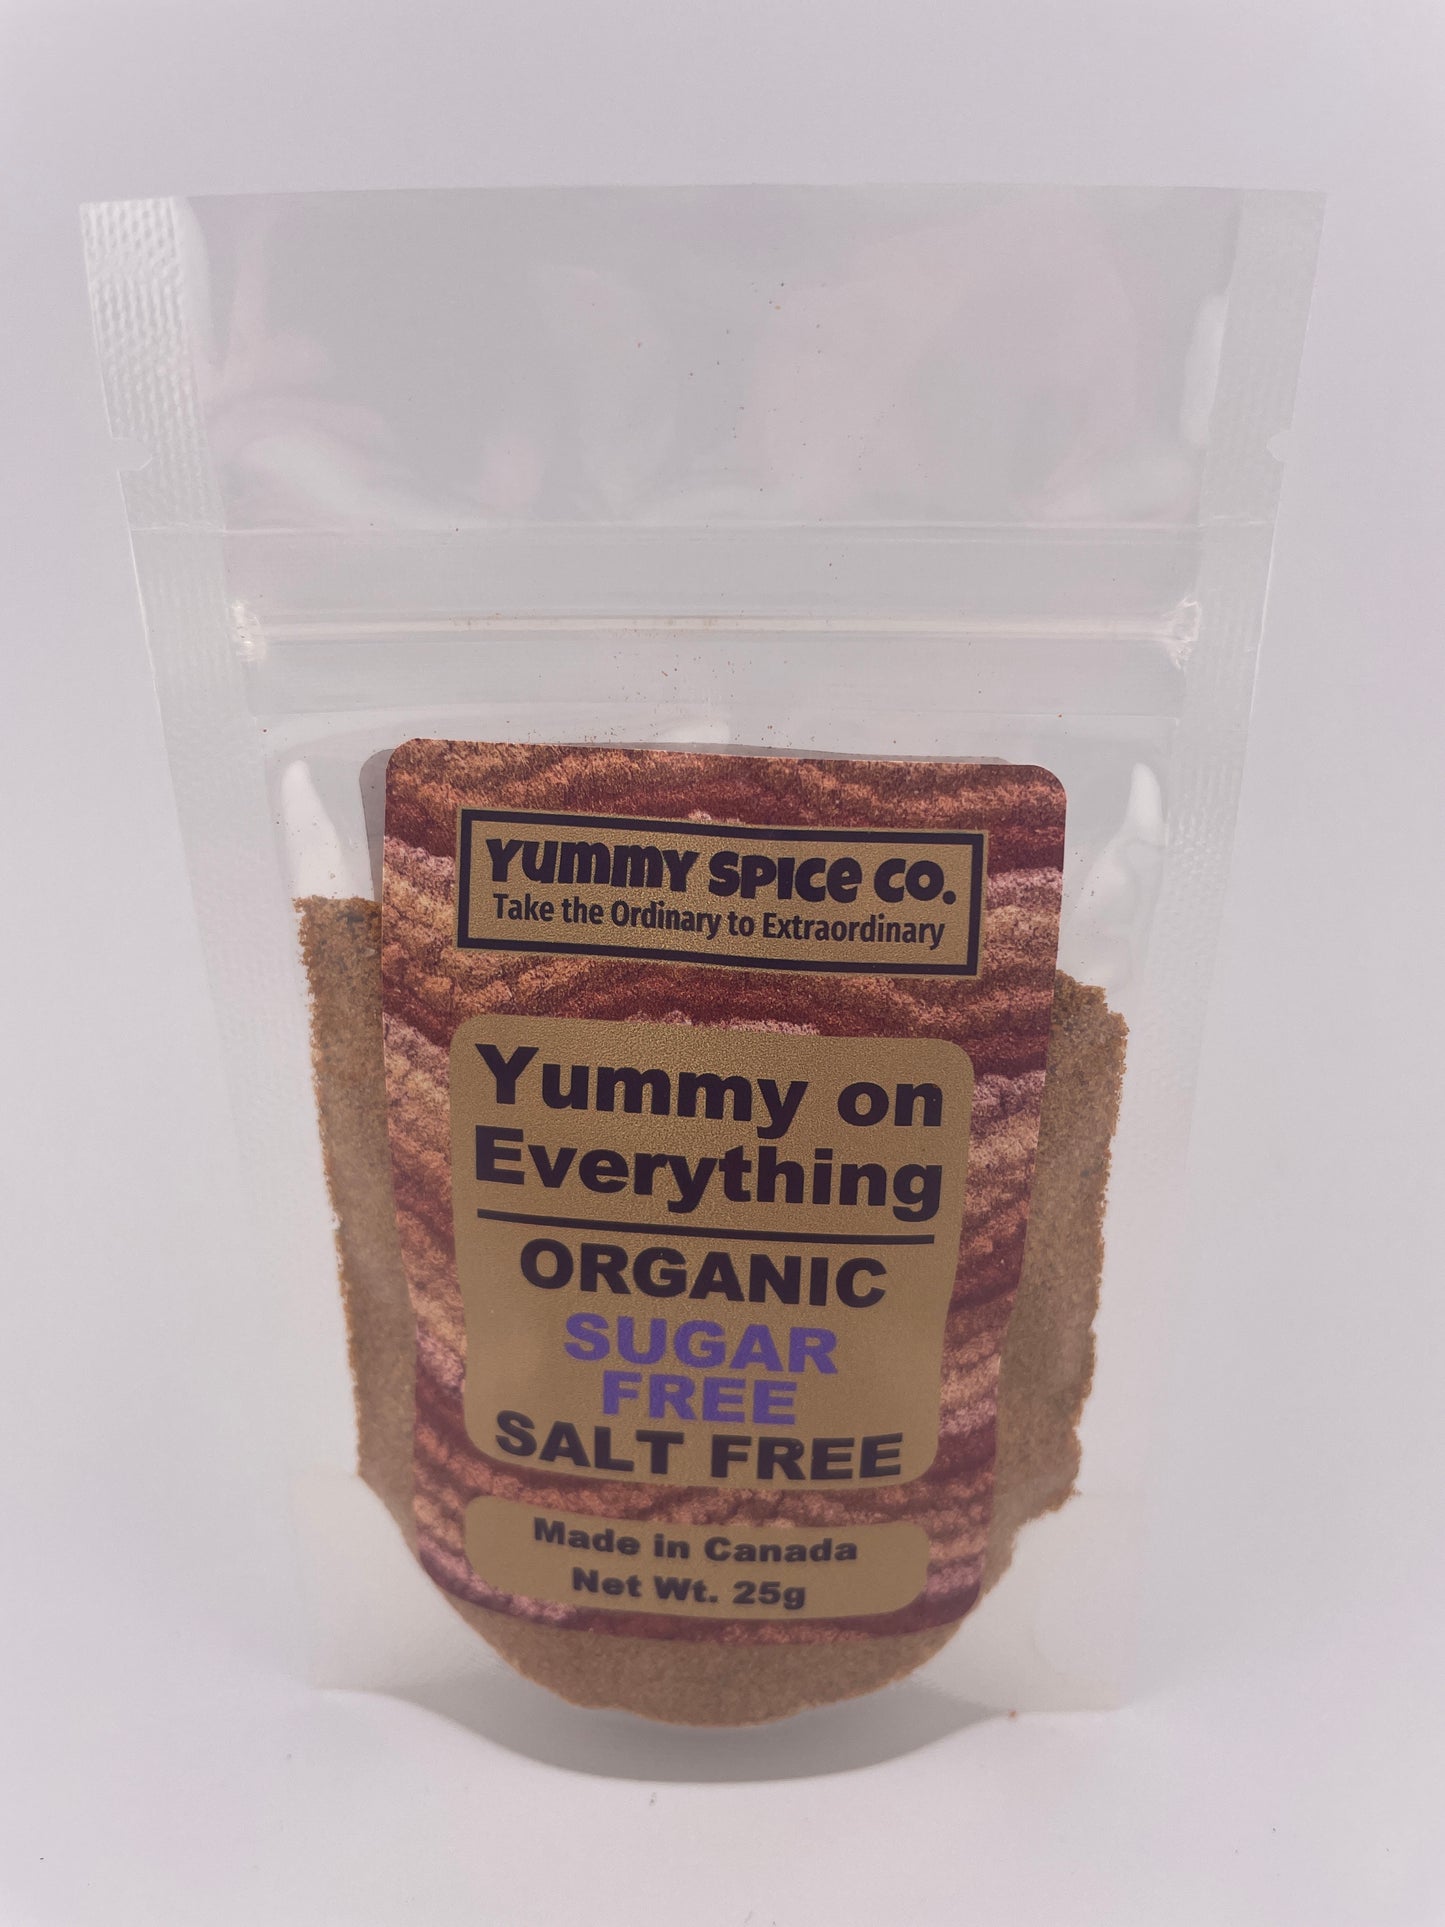 Yummy Spice Co.
Take the Ordinary to Extraordinary
Yummy on
Everything
ORGANIC
SUGAR
FREE
SALT FREE
Made in Canada
Net Wt. 25g